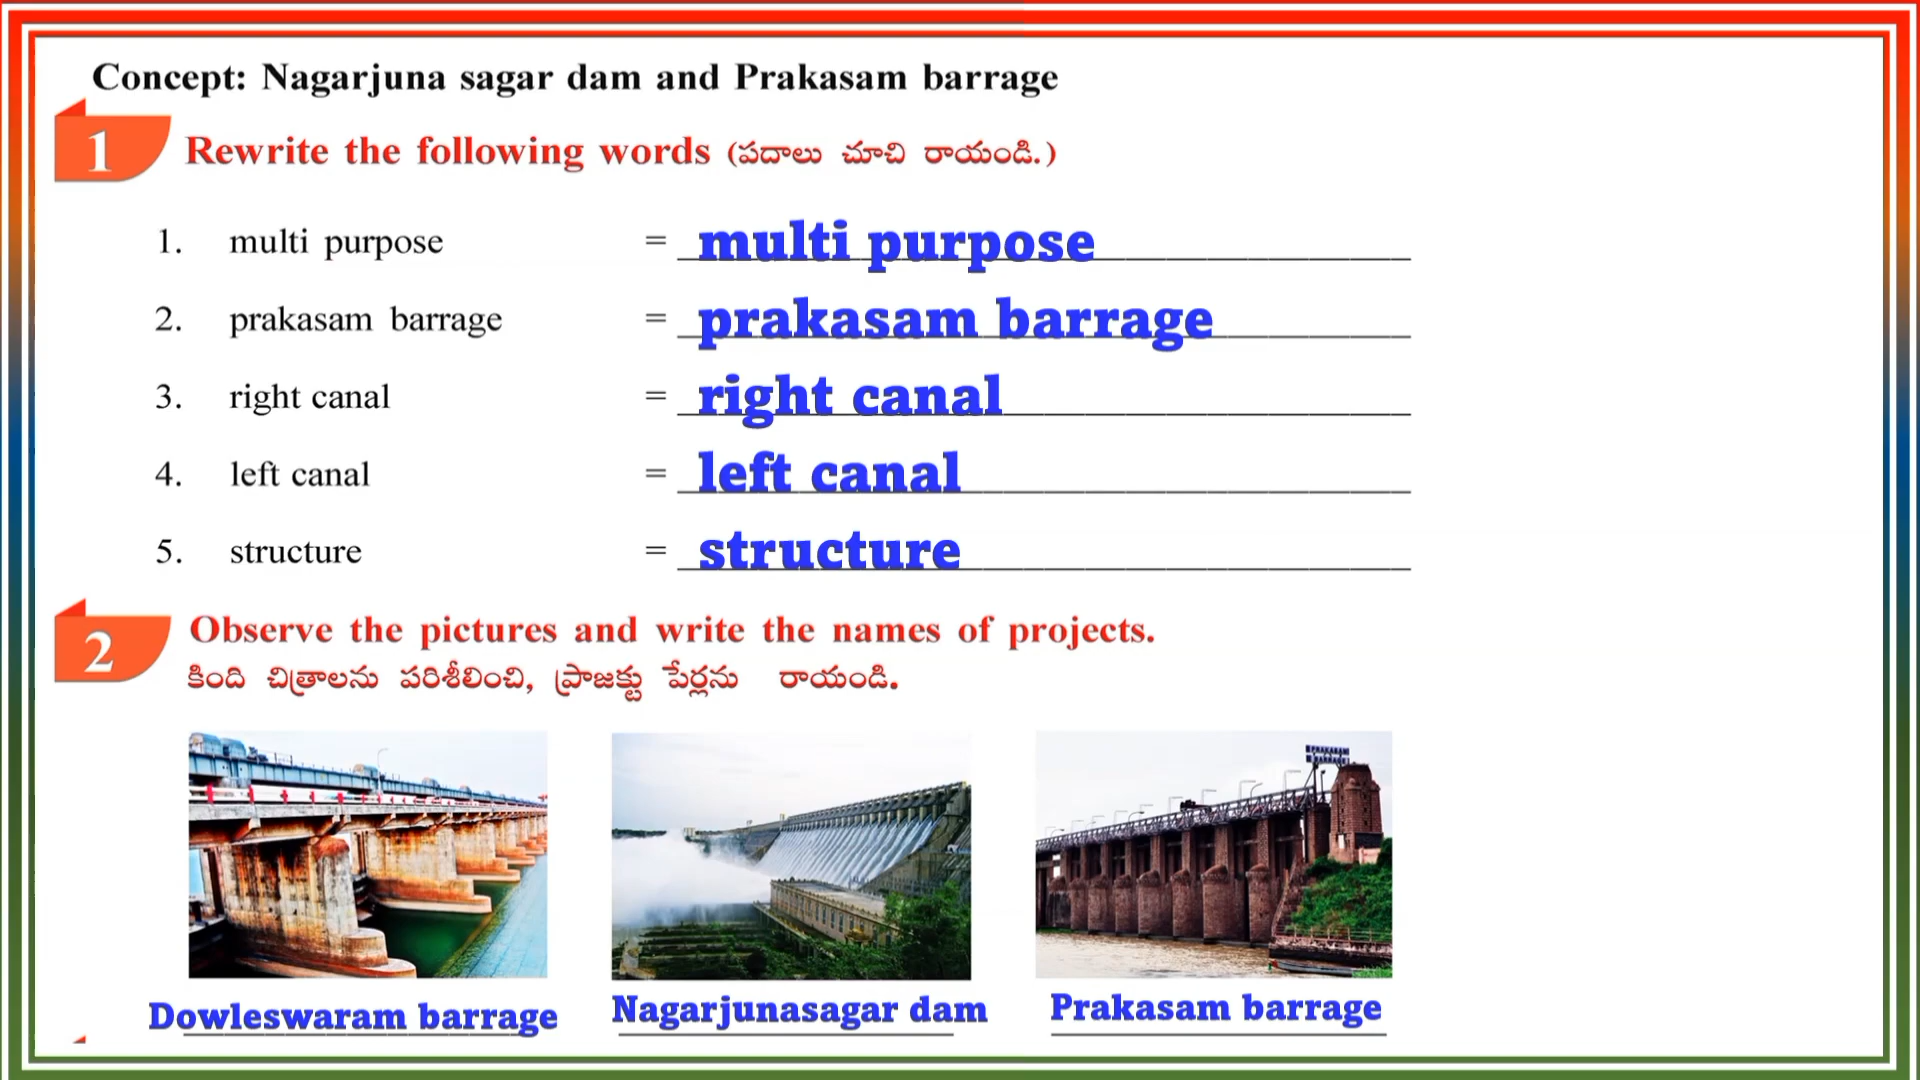 Concept: Nagarjuna sagar dam and Prakasam barrage
1 Rewrite the following words (పదాలు చూచి రాయండి.)
1. multi purpose = multi purpose
2. prakasam barrage = prakasam barrage
3. right canal = right canal
4. left canal = left canal
5. structure = structure
2 Observe the pictures and write the names of projects.
కింది చిత్రాలను పరిశీలించి, ప్రాజక్టు పేర్లను రాయండి.
PRAKASAM
BARRAGE
Dowleswaram barrage Nagarjunasagar dam Prakasam barrage